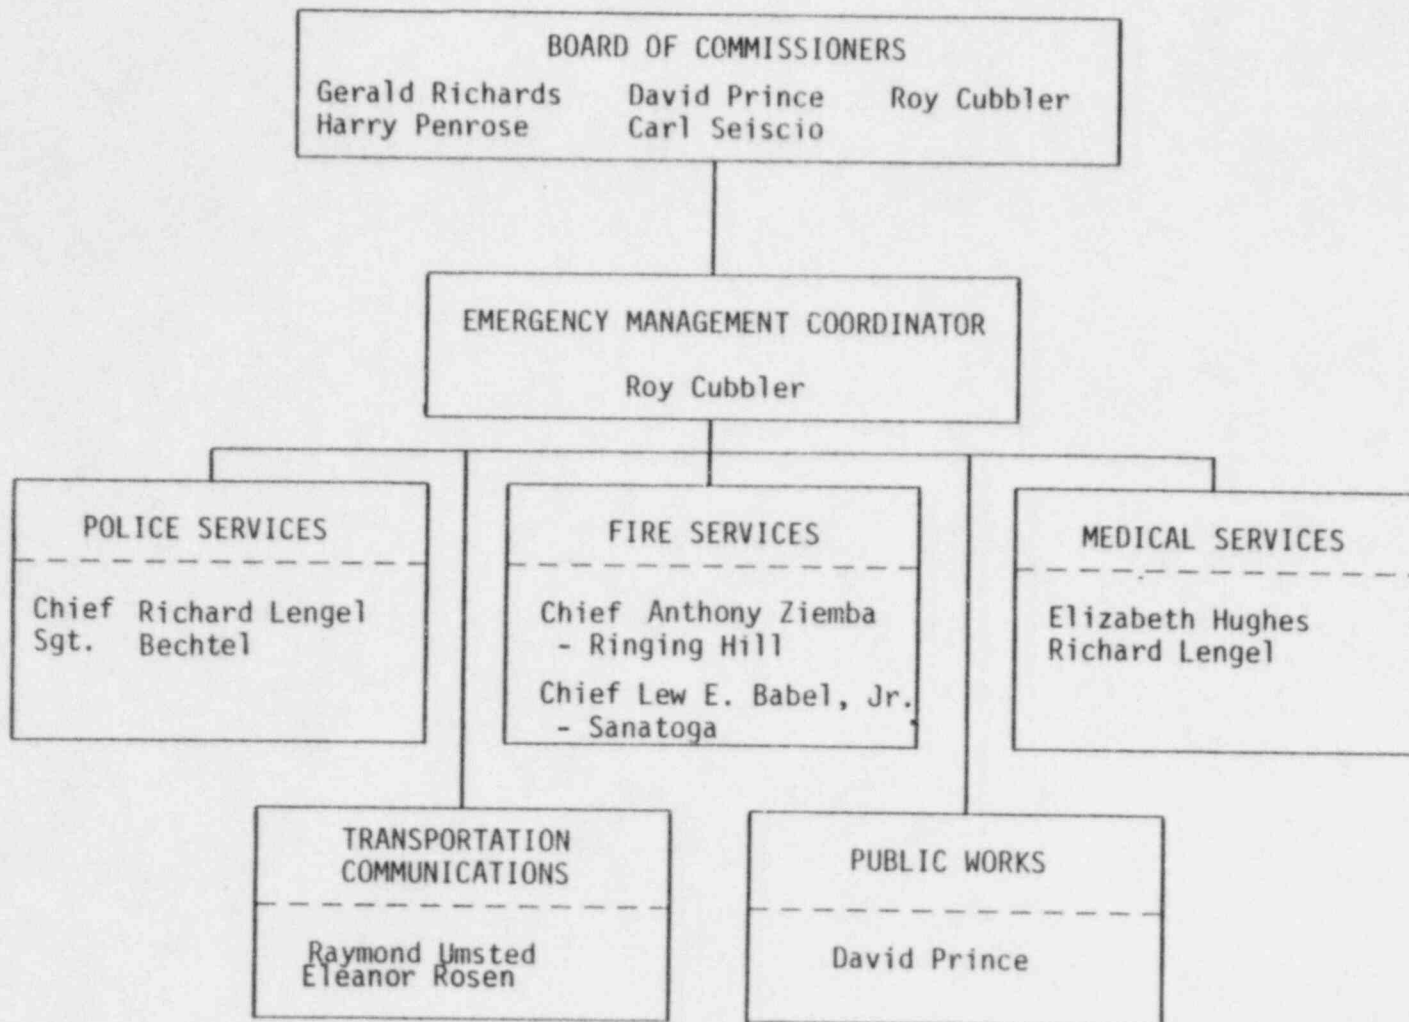 BOARD OF COMMISSIONERS
Gerald Richards David Prince Roy Cubbler
Harry Penrose Carl Seiscio
EMERGENCY MANAGEMENT COORDINATOR
Roy Cubbler
POLICE SERVICES
Chief Richard Lengel
Sgt. Bechtel
FIRE SERVICES
Chief Anthony Ziemba
- Ringing Hill
Chief Lew E. Babel, Jr.
- Sanatoga
MEDICAL SERVICES
Elizabeth Hughes
Richard Lengel
TRANSPORTATION
COMMUNICATIONS
Raymond Umsted
Eleanor Rosen
PUBLIC WORKS
David Prince